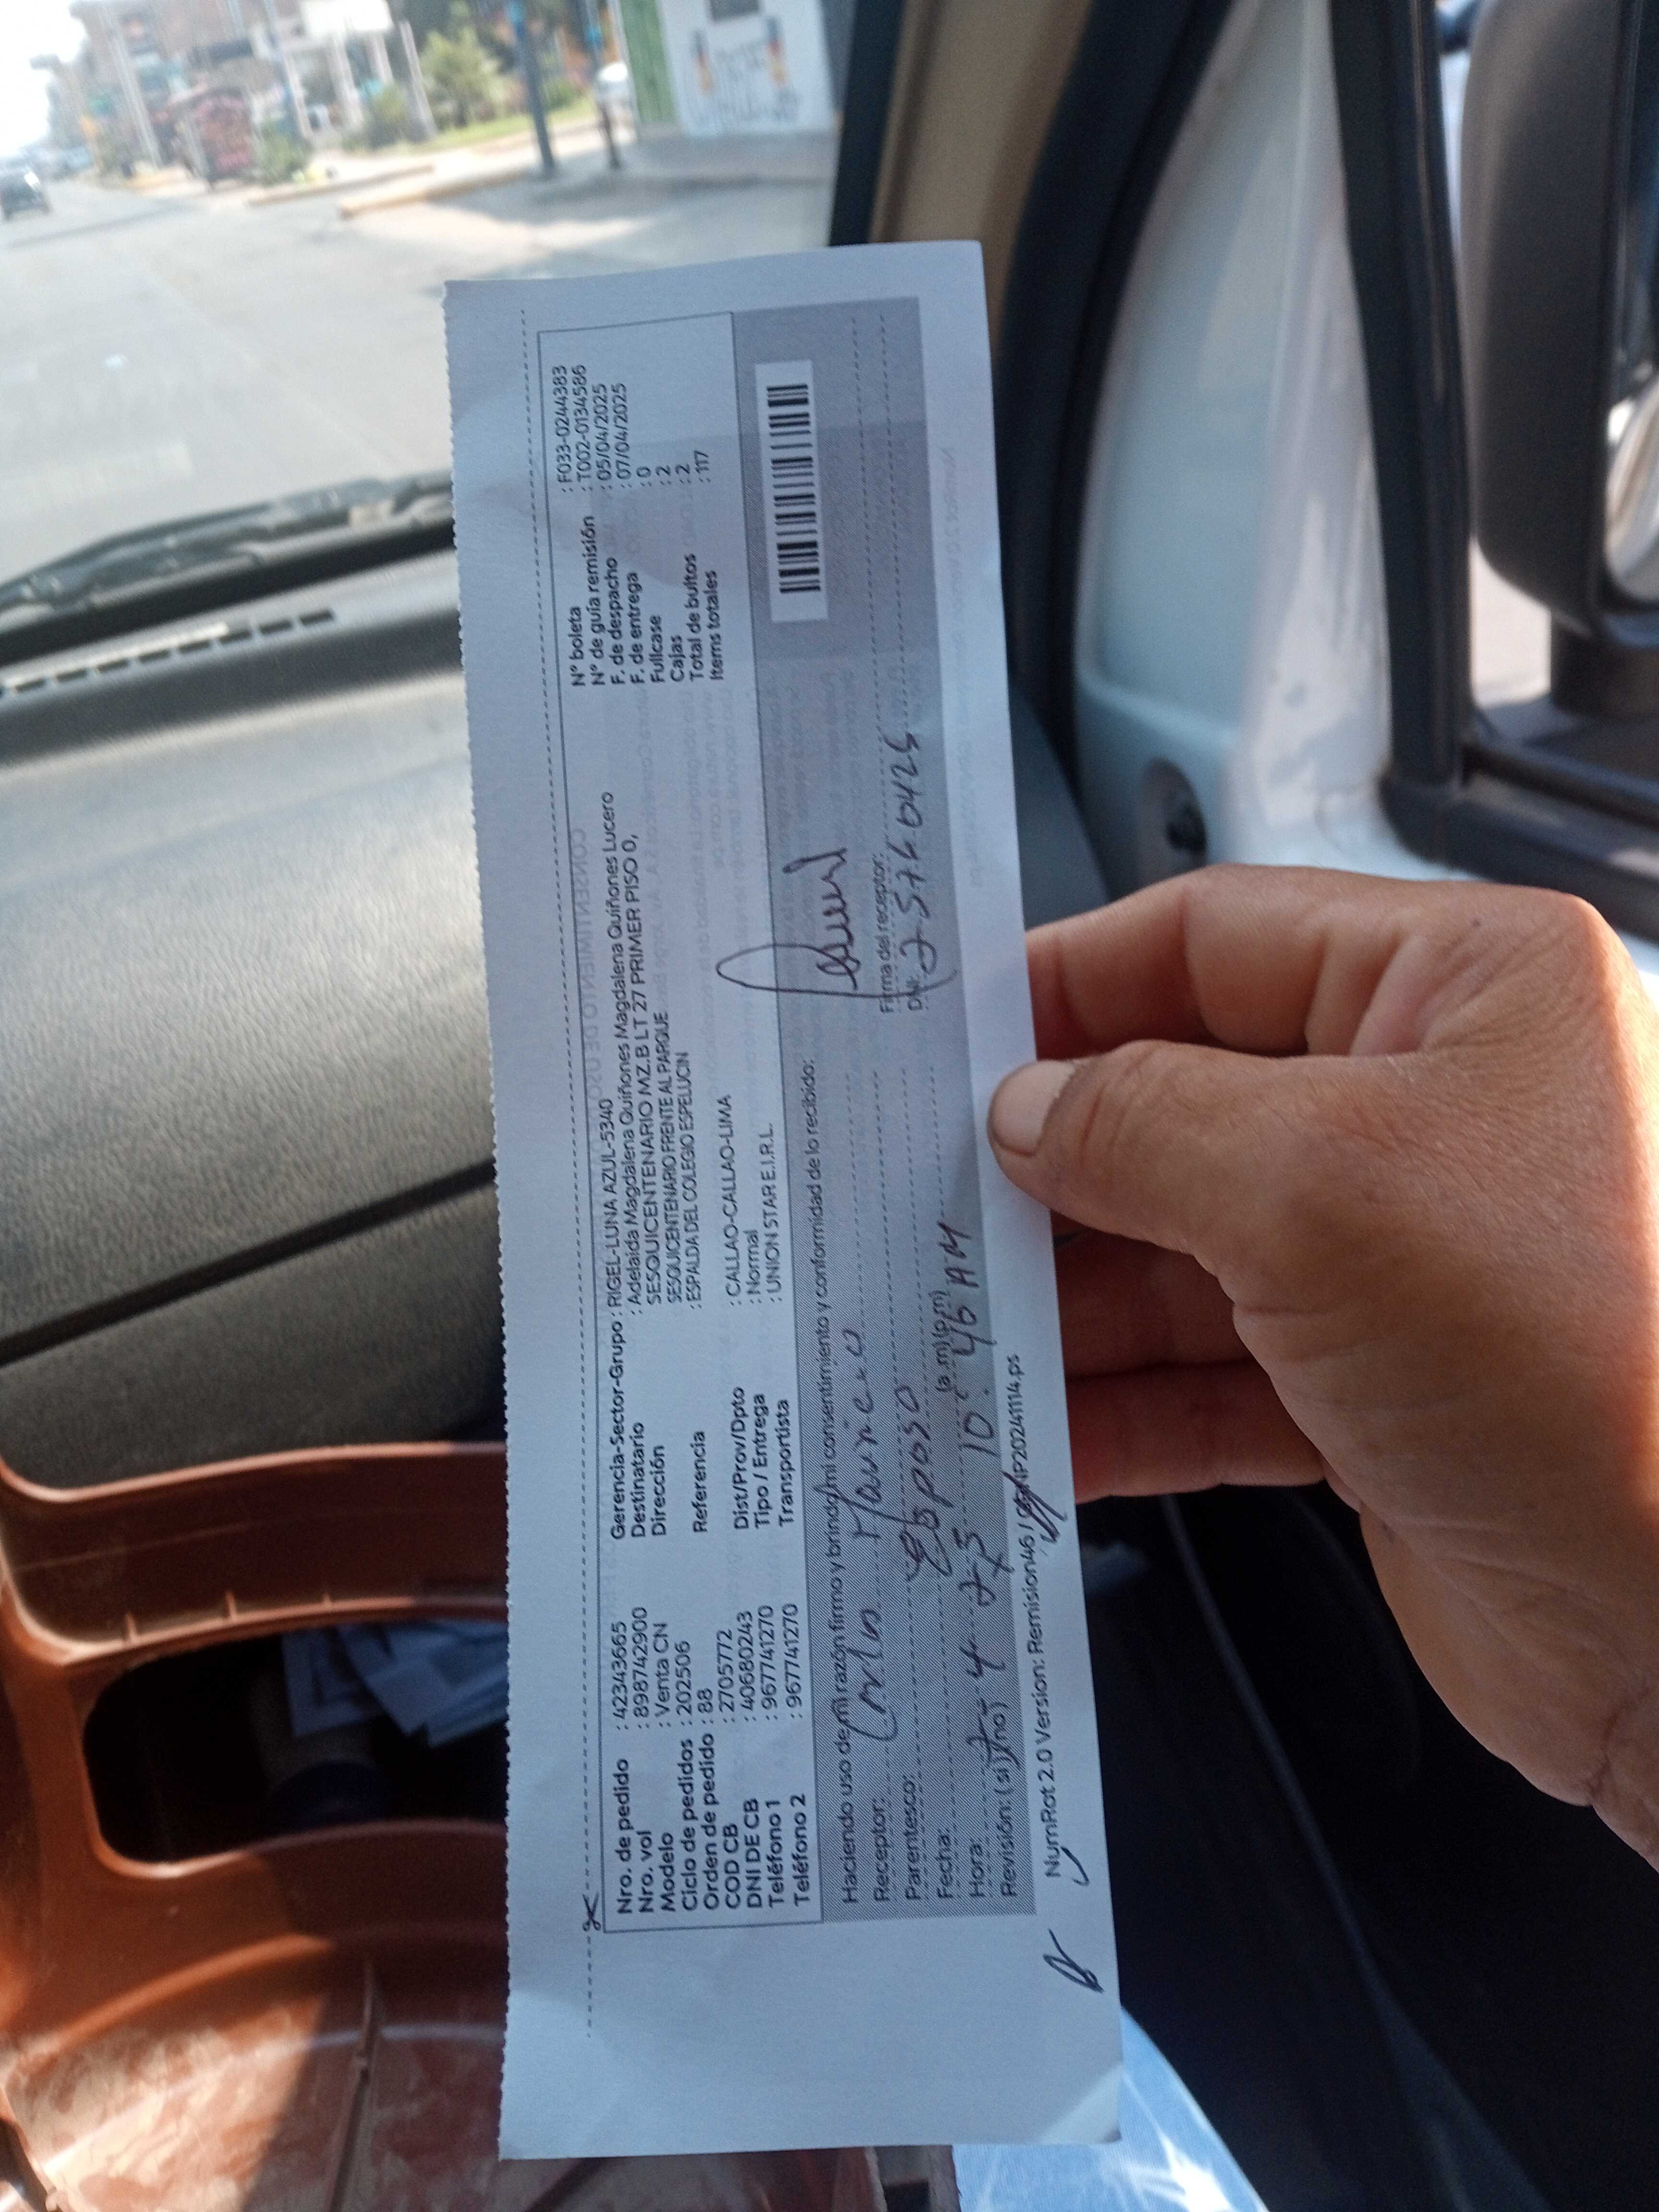 Nro. de pedido : 42343665
Nro. vol : 898742900
Modelo : Venta CN
Ciclo de pedidos : 202506
Orden de pedido : 88
COD CB : 2705772
DNI DE CB : 40680243
Teléfono 1 : 967741270
Teléfono 2 : 967741270
Gerencia-Sector-Grupo : RIGEL-LUNA AZUL-5340
Destinatario : Adelaida Magdalena Quiñones Magdalena Quiñones Lucero
Dirección SESQUICENTENARIO MZ.B LT 27 PRIMER PISO 0,
SESQUICENTENARIO FRENTE AL PARQUE
Referencia : ESPALDA DEL COLEGIO ESPELUCIN
Dist/Prov/Dpto : CALLAO-CALLAO-LIMA
Tipo / Entrega : Normal
Transportista : UNION STAR E.I.R.L.
N° boleta : F033-0244383
N° de guía remisión : T002-0134586
F. de despacho : 05/04/2025
F. de entrega : 07/04/2025
Fullcase : 0
Cajas : 2
Total de bultos : 2
Items totales : 117
Haciendo uso de mi razón firmo y brindo mi consentimiento y conformidad de lo recibido:
Receptor:
Parentesco: Esposo
Fecha: 7-4-25
Hora: 10:46 AM (a.m)(p.m)
Revisión: (si) (no)
Firma del receptor:
DNI: 25760425
NumRot 2.0 Version: Remision46 / P20241114.ps